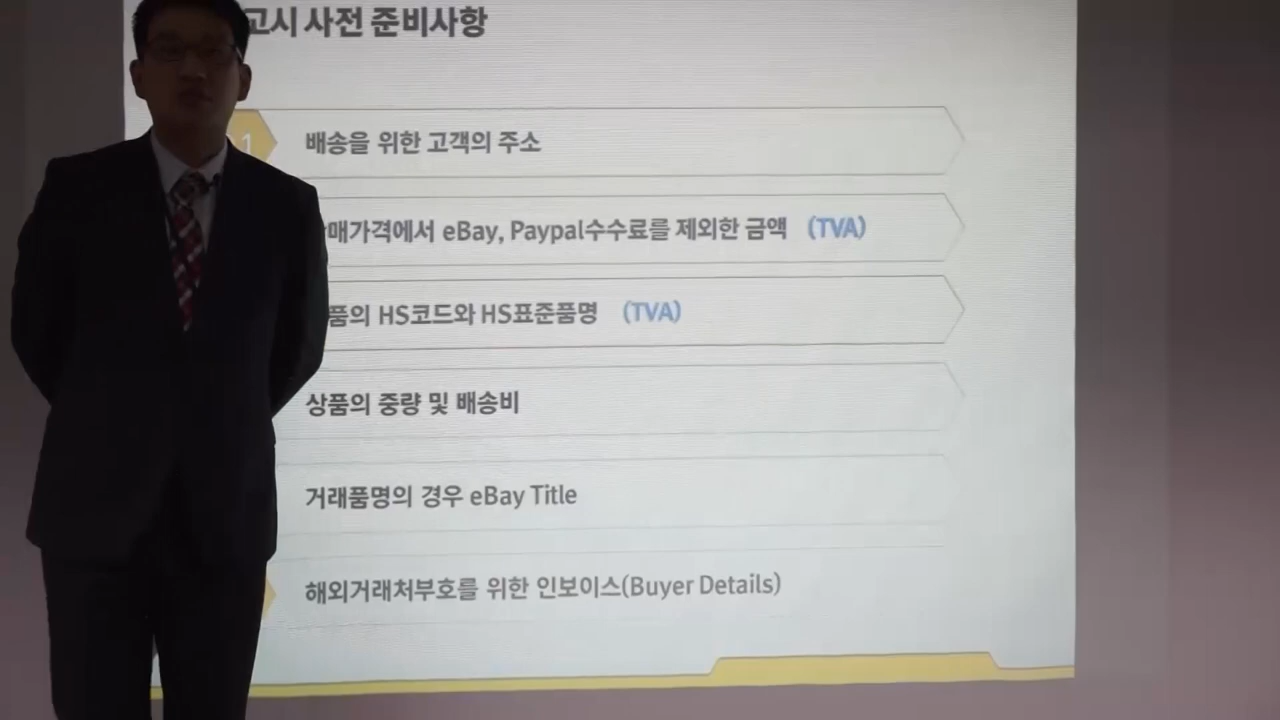 고시 사전 준비사항
1 배송을 위한 고객의 주소
매가격에서 eBay, Paypal수수료를 제외한 금액 (TVA)
품의 HS코드와 HS표준품명 (TVA)
상품의 중량 및 배송비
거래품명의 경우 eBay Title
해외거래처부호를 위한 인보이스(Buyer Details)